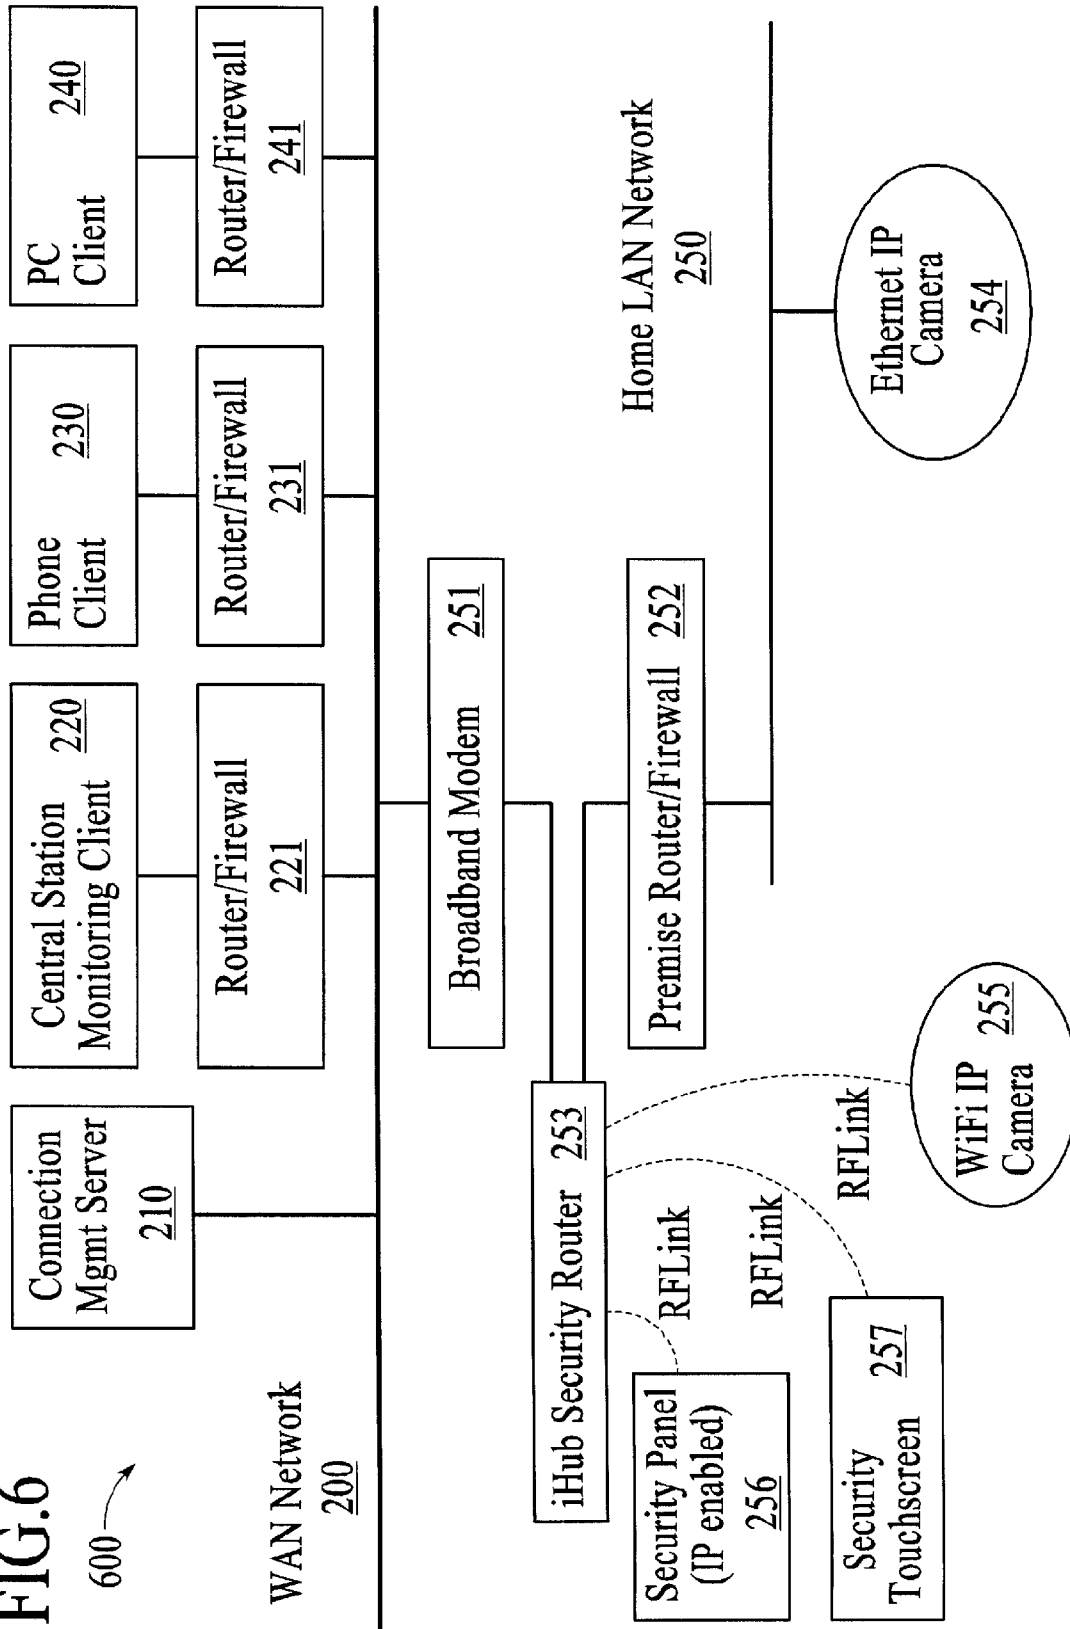 FIG.6
600
Connection
Mgmt Server
210
Central Station
Monitoring Client 220
Phone
Client 230
PC
Client 240
Router/Firewall
221
Router/Firewall
231
Router/Firewall
241
WAN Network
200
Broadband Modem 251
iHub Security Router 253
Premise Router/Firewall 252
Home LAN Network
250
RFLink
RFLink
RFLink
Security Panel
(IP enabled)
256
Security
Touchscreen 257
WiFi IP
Camera 255
Ethernet IP
Camera
254